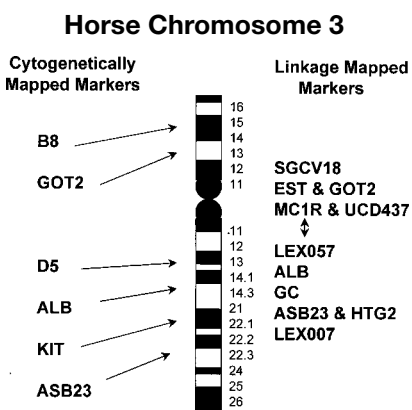 Horse Chromosome 3
Cytogenetically
Mapped Markers
Linkage Mapped
Markers
B8
GOT2
D5
ALB
KIT
ASB23
16
15
14
13
12
11
.11
12
13
14.1
14.3
21
22.1
22.2
22.3
24
25
26
SGCV18
EST & GOT2
MC1R & UCD437
LEX057
ALB
GC
ASB23 & HTG2
LEX007